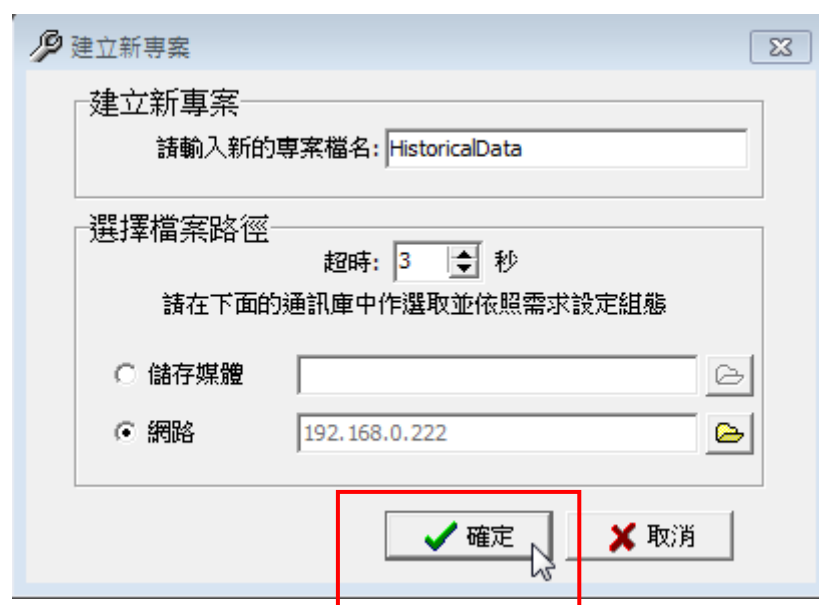 建立新專案
建立新專案
請輸入新的專案檔名: HistoricalData
選擇檔案路徑
超時: 3 秒
請在下面的通訊庫中作選取並依照需求設定組態
儲存媒體
網路 192.168.0.222
確定 取消